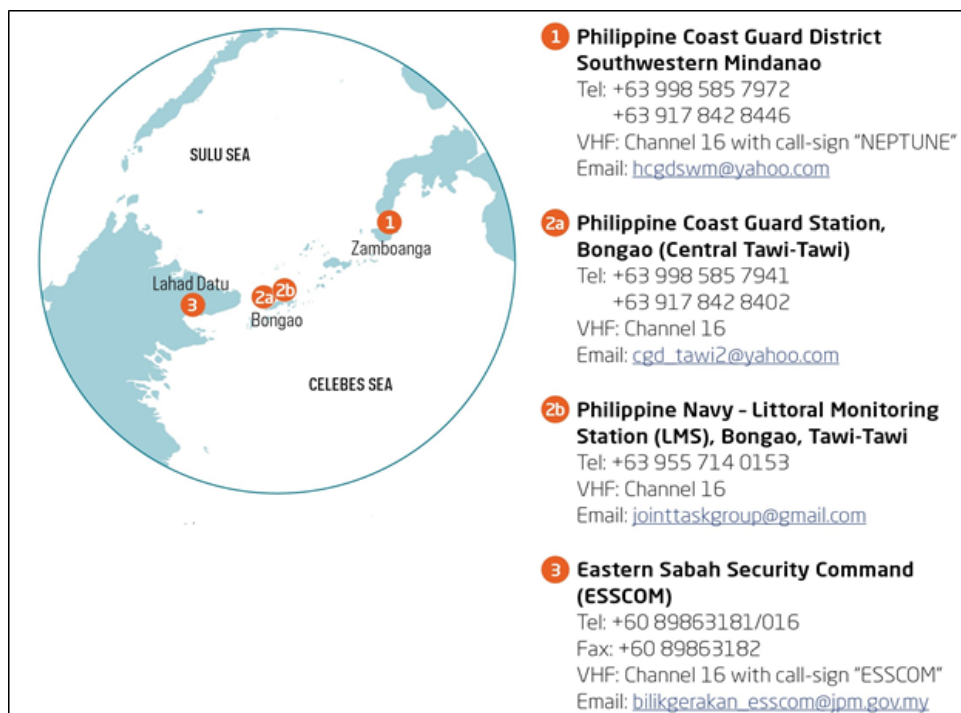 SULU SEA
1
Zamboanga
Lahad Datu
3
2a
2b
Bongao
CELEBES SEA
1 Philippine Coast Guard District
Southwestern Mindanao
Tel: +63 998 585 7972
+63 917 842 8446
VHF: Channel 16 with call-sign "NEPTUNE"
Email: hcgdswm@yahoo.com
2a Philippine Coast Guard Station,
Bongao (Central Tawi-Tawi)
Tel: +63 998 585 7941
+63 917 842 8402
VHF: Channel 16
Email: cgd_tawi2@yahoo.com
2b Philippine Navy – Littoral Monitoring
Station (LMS), Bongao, Tawi-Tawi
Tel: +63 955 714 0153
VHF: Channel 16
Email: jointtaskgroup@gmail.com
3 Eastern Sabah Security Command
(ESSCOM)
Tel: +60 89863181/016
Fax: +60 89863182
VHF: Channel 16 with call-sign "ESSCOM"
Email: bilikgerakan_esscom@jpm.gov.my